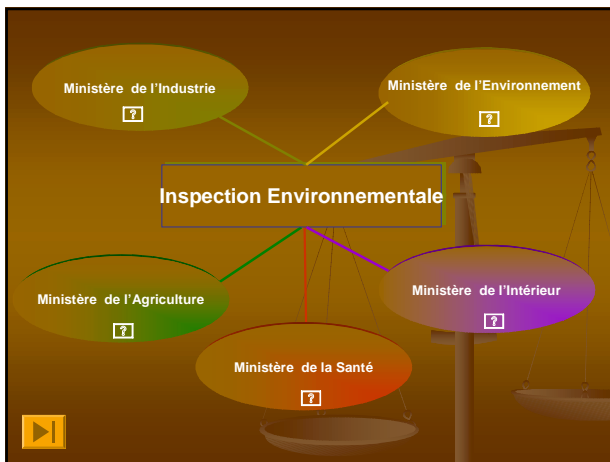 Ministère de l'Industrie
?
Ministère de l'Environnement
?
Inspection Environnementale
Ministère de l'Agriculture
?
Ministère de l'Intérieur
?
Ministère de la Santé
?